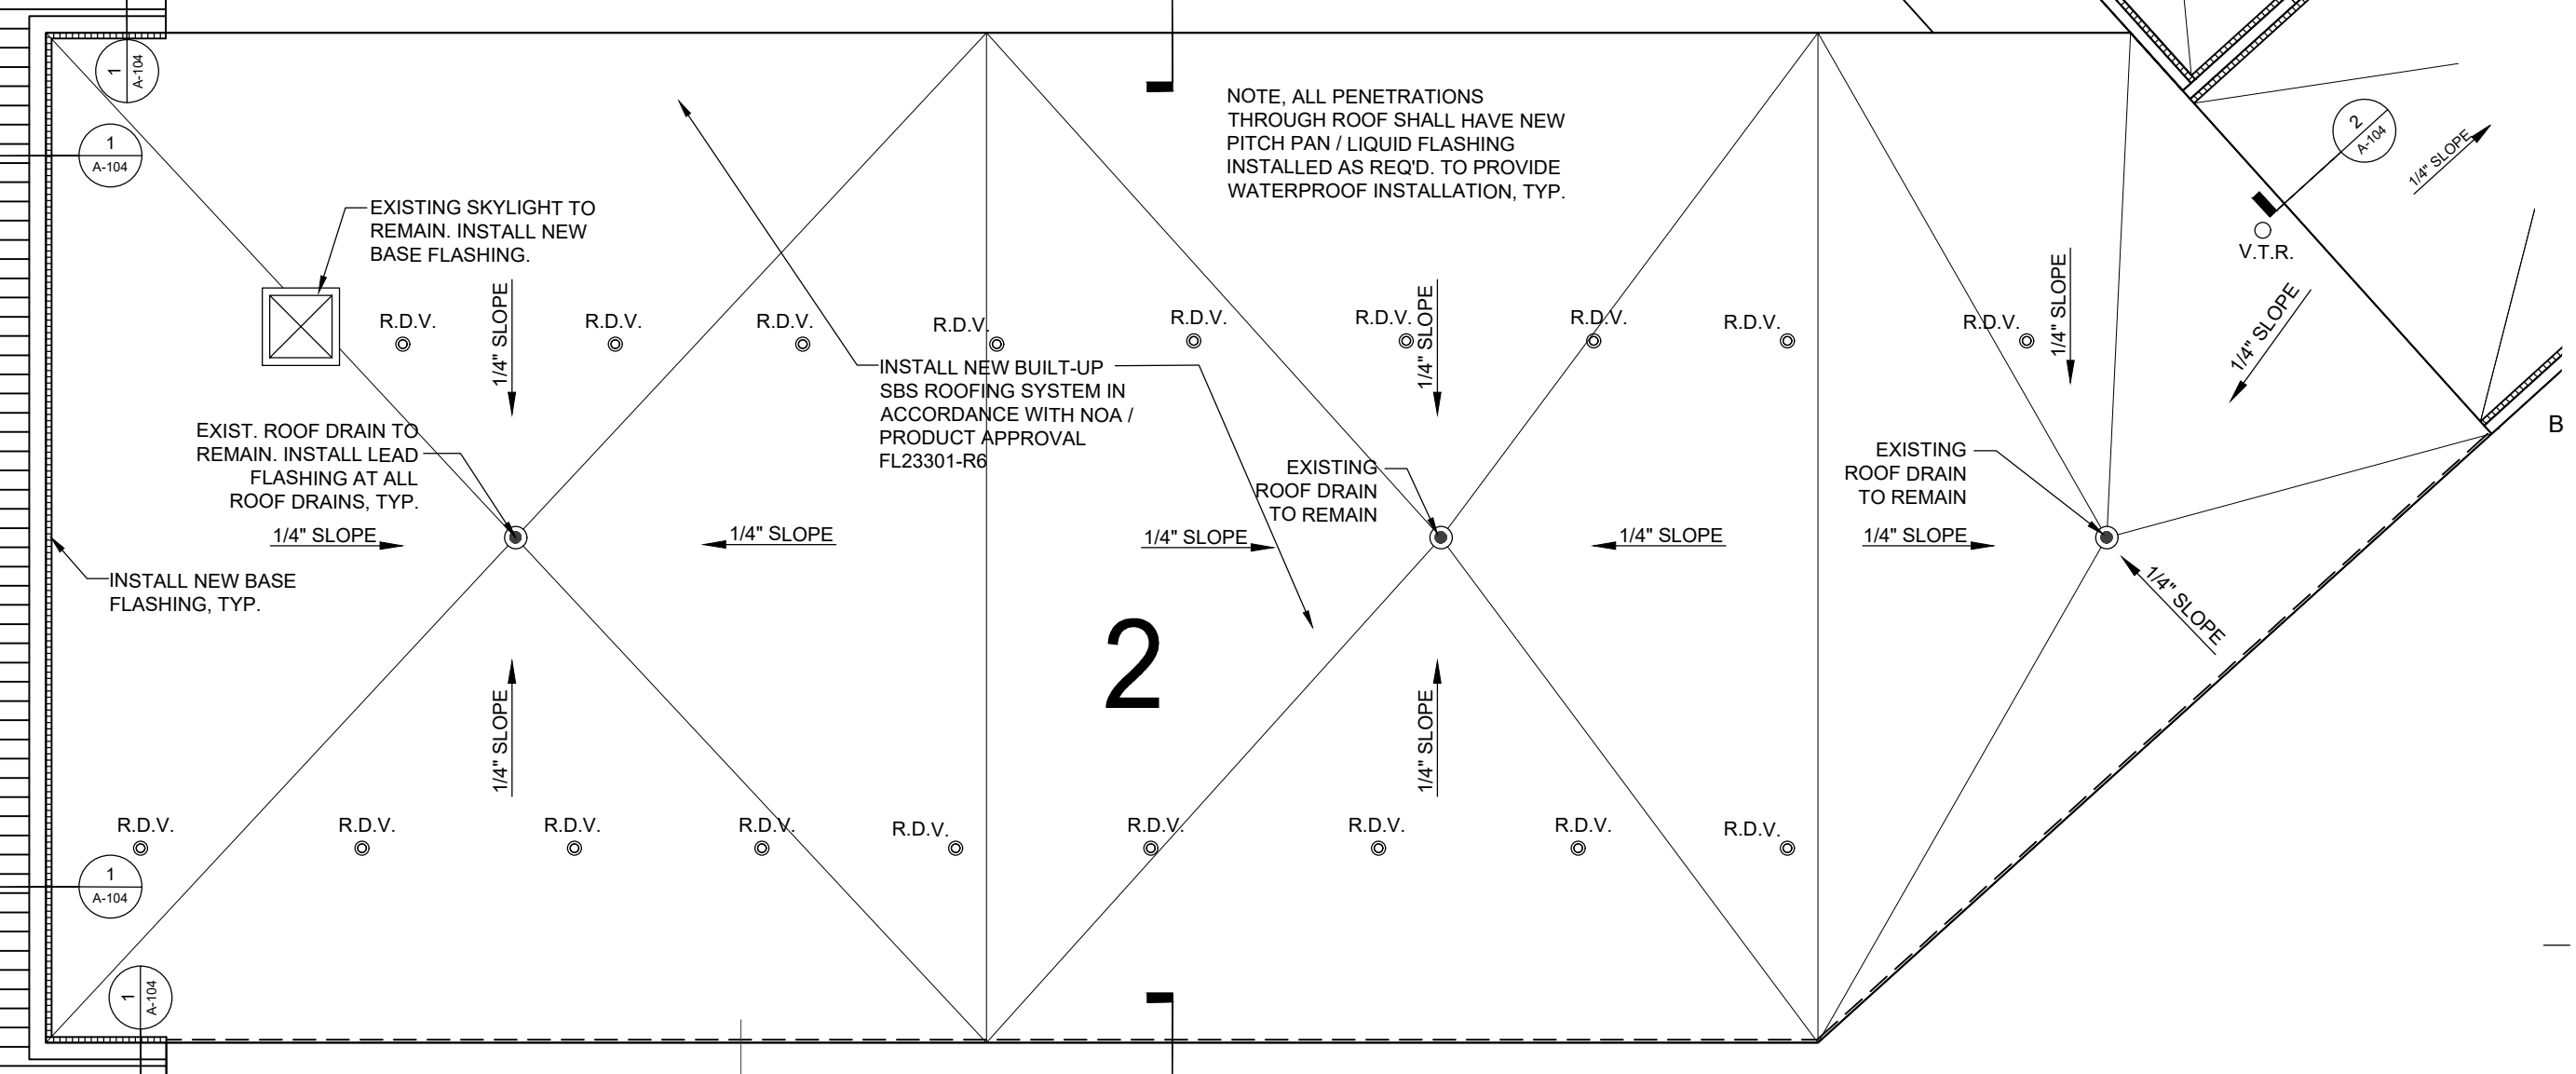 1
A-104
1
A-104
NOTE, ALL PENETRATIONS
THROUGH ROOF SHALL HAVE NEW
PITCH PAN / LIQUID FLASHING
INSTALLED AS REQ'D. TO PROVIDE
WATERPROOF INSTALLATION, TYP.
2
A-104
1/4" SLOPE
V.T.R.
EXISTING SKYLIGHT TO
REMAIN. INSTALL NEW
BASE FLASHING.
1/4" SLOPE
1/4" SLOPE
1/4" SLOPE
1/4" SLOPE
R.D.V.
R.D.V.
R.D.V.
R.D.V.
R.D.V.
R.D.V.
R.D.V.
R.D.V.
R.D.V.
INSTALL NEW BUILT-UP
SBS ROOFING SYSTEM IN
ACCORDANCE WITH NOA /
PRODUCT APPROVAL
FL23301-R6
EXIST. ROOF DRAIN TO
REMAIN. INSTALL LEAD
FLASHING AT ALL
ROOF DRAINS, TYP.
EXISTING
ROOF DRAIN
TO REMAIN
EXISTING
ROOF DRAIN
TO REMAIN
B
1/4" SLOPE
1/4" SLOPE
1/4" SLOPE
1/4" SLOPE
1/4" SLOPE
1/4" SLOPE
INSTALL NEW BASE
FLASHING, TYP.
2
1/4" SLOPE
1/4" SLOPE
R.D.V.
R.D.V.
R.D.V.
R.D.V.
R.D.V.
R.D.V.
R.D.V.
R.D.V.
R.D.V.
1
A-104
1
A-104